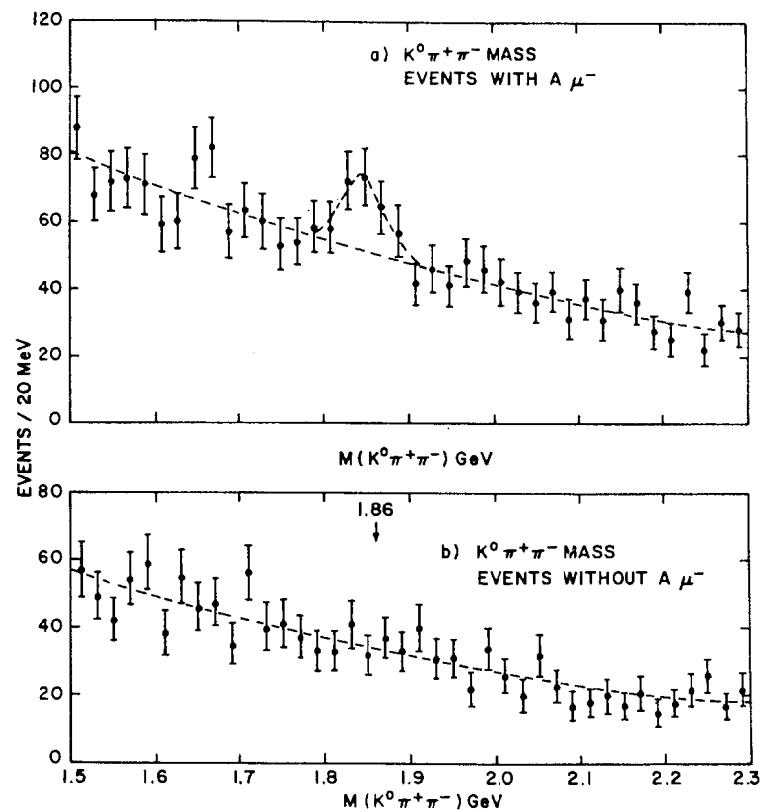 120
100
80
60
40
20
0
a) K⁰π⁺π⁻ MASS
EVENTS WITH A μ⁻
EVENTS / 20 MeV
M(K⁰π⁺π⁻) GeV
80
60
40
20
0
1.86
b) K⁰π⁺π⁻ MASS
EVENTS WITHOUT A μ⁻
1.5 1.6 1.7 1.8 1.9 2.0 2.1 2.2 2.3
M(K⁰π⁺π⁻) GeV